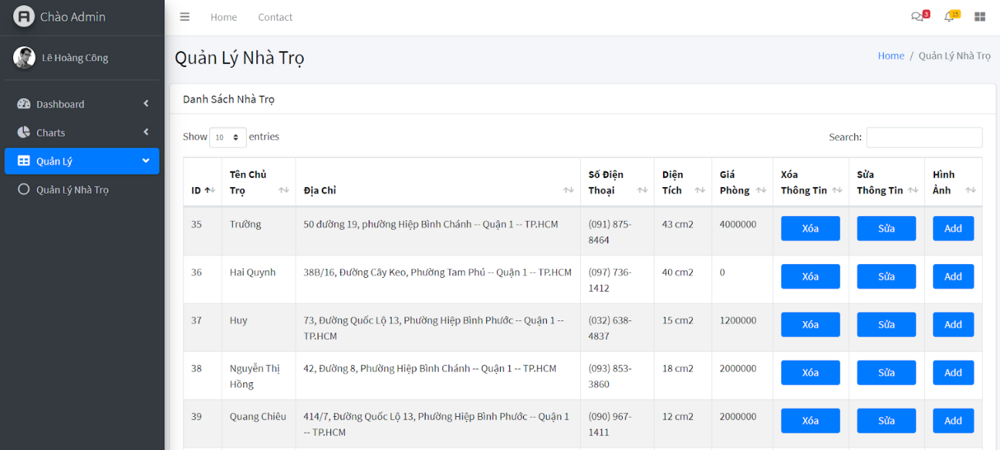 Chào Admin
Home
Contact
3
15
Lê Hoàng Công
Quản Lý Nhà Trọ
Home / Quản Lý Nhà Trọ
Dashboard
Charts
Quản Lý
Quản Lý Nhà Trọ
Danh Sách Nhà Trọ
Show 10 entries
Search:
ID
Tên Chủ
Trọ
Địa Chỉ
Số Điện
Thoại
Diện
Tích
Giá
Phòng
Xóa
Thông Tin
Sửa
Thông Tin
Hình
Ảnh
35
Trường
50 đường 19, phường Hiệp Bình Chánh -- Quận 1 -- TP.HCM
(091) 875-
8464
43 cm2
4000000
Xóa
Sửa
Add
36
Hai Quynh
38B/16, Đường Cây Keo, Phường Tam Phú -- Quận 1 -- TP.HCM
(097) 736-
1412
40 cm2
0
Xóa
Sửa
Add
37
Huy
73, Đường Quốc Lộ 13, Phường Hiệp Bình Phước -- Quận 1 --
TP.HCM
(032) 638-
4837
15 cm2
1200000
Xóa
Sửa
Add
38
Nguyễn Thị
Hồng
42, Đường 8, Phường Hiệp Bình Chánh -- Quận 1 -- TP.HCM
(093) 853-
3860
18 cm2
2000000
Xóa
Sửa
Add
39
Quang Chiêu
414/7, Đường Quốc Lộ 13, Phường Hiệp Bình Phước -- Quận 1
-- TP.HCM
(090) 967-
1411
12 cm2
2000000
Xóa
Sửa
Add